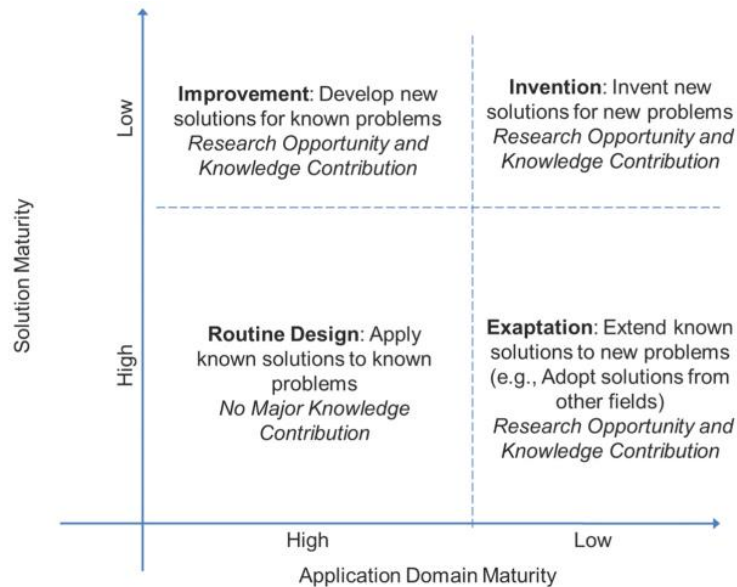 Improvement: Develop new
solutions for known problems
Research Opportunity and
Knowledge Contribution
Invention: Invent new
solutions for new problems
Research Opportunity and
Knowledge Contribution
Low
Solution Maturity
High
Routine Design: Apply
known solutions to known
problems
No Major Knowledge
Contribution
Exaptation: Extend known
solutions to new problems
(e.g., Adopt solutions from
other fields)
Research Opportunity and
Knowledge Contribution
High
Low
Application Domain Maturity